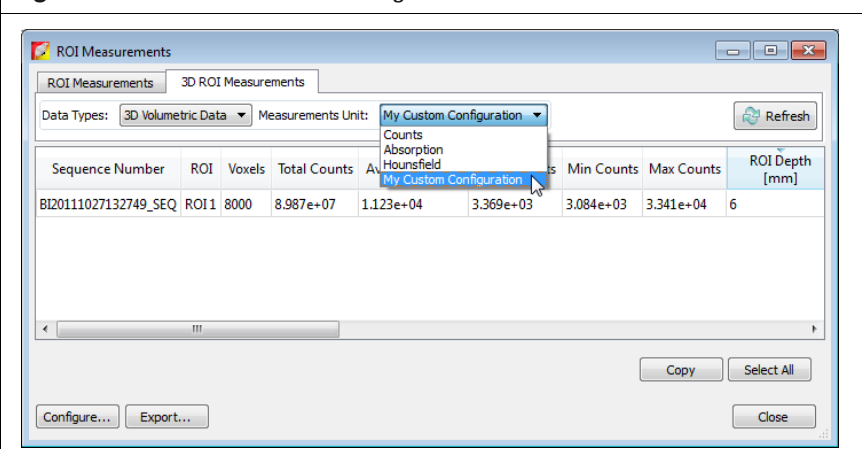 ROI Measurements
ROI Measurements 3D ROI Measurements
Data Types: 3D Volumetric Data Measurements Unit: My Custom Configuration Refresh
Counts
Absorption
Hounsfield
My Custom Configuration
Sequence Number ROI Voxels Total Counts Min Counts Max Counts ROI Depth [mm]
BI20111027132749_SEQ ROI 1 8000 8.987e+07 1.123e+04 3.369e+03 3.084e+03 3.341e+04 6
Copy Select All
Configure... Export... Close